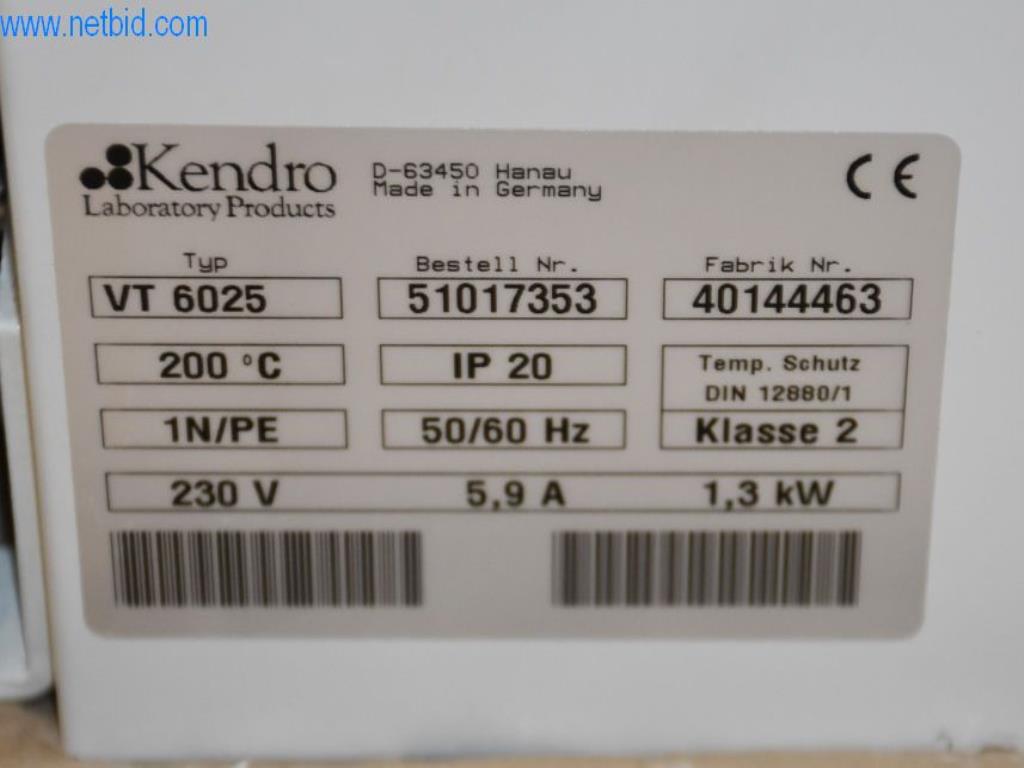 www.netbid.com
Kendro
Laboratory Products
D-63450 Hanau
Made in Germany
CE
Typ Bestell Nr. Fabrik Nr.
VT 6025 51017353 40144463
200 °C IP 20 Temp. Schutz
DIN 12880/1
1N/PE 50/60 Hz Klasse 2
230 V 5,9 A 1,3 kW